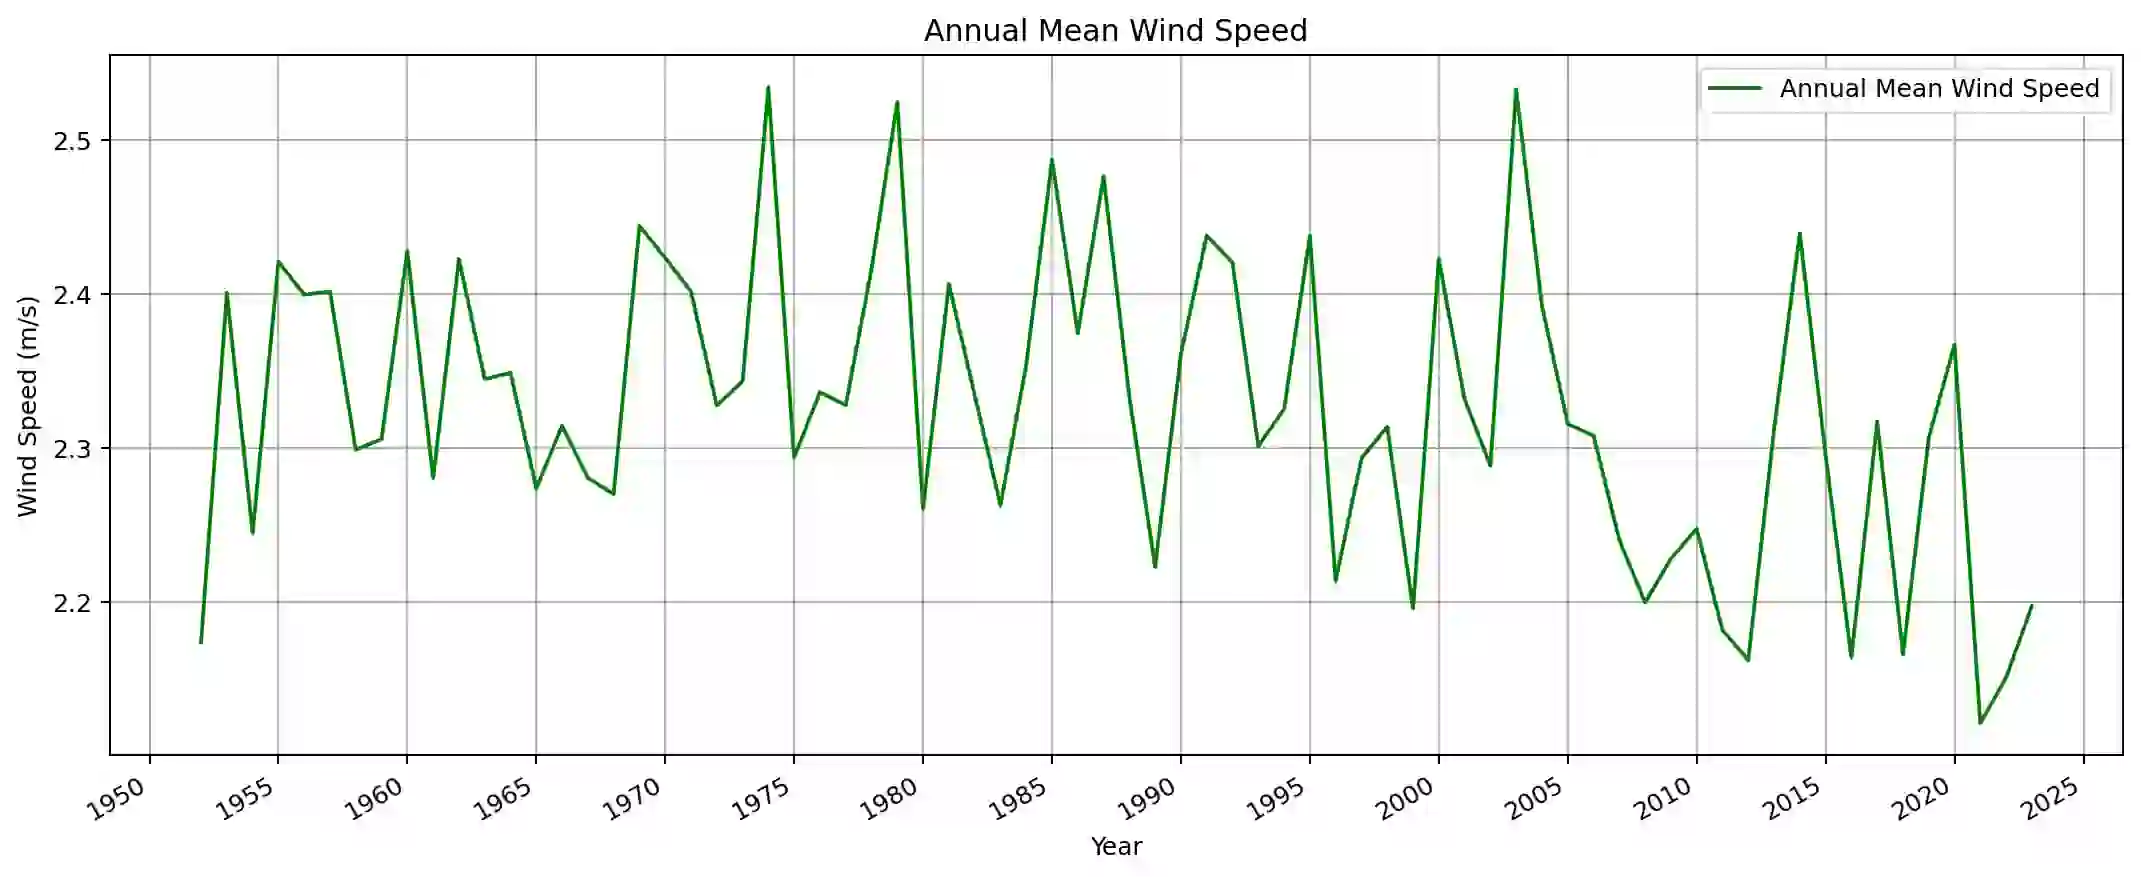 Annual Mean Wind Speed
Annual Mean Wind Speed
2.5
2.4
2.3
2.2
Wind Speed (m/s)
1950 1955 1960 1965 1970 1975 1980 1985 1990 1995 2000 2005 2010 2015 2020 2025
Year